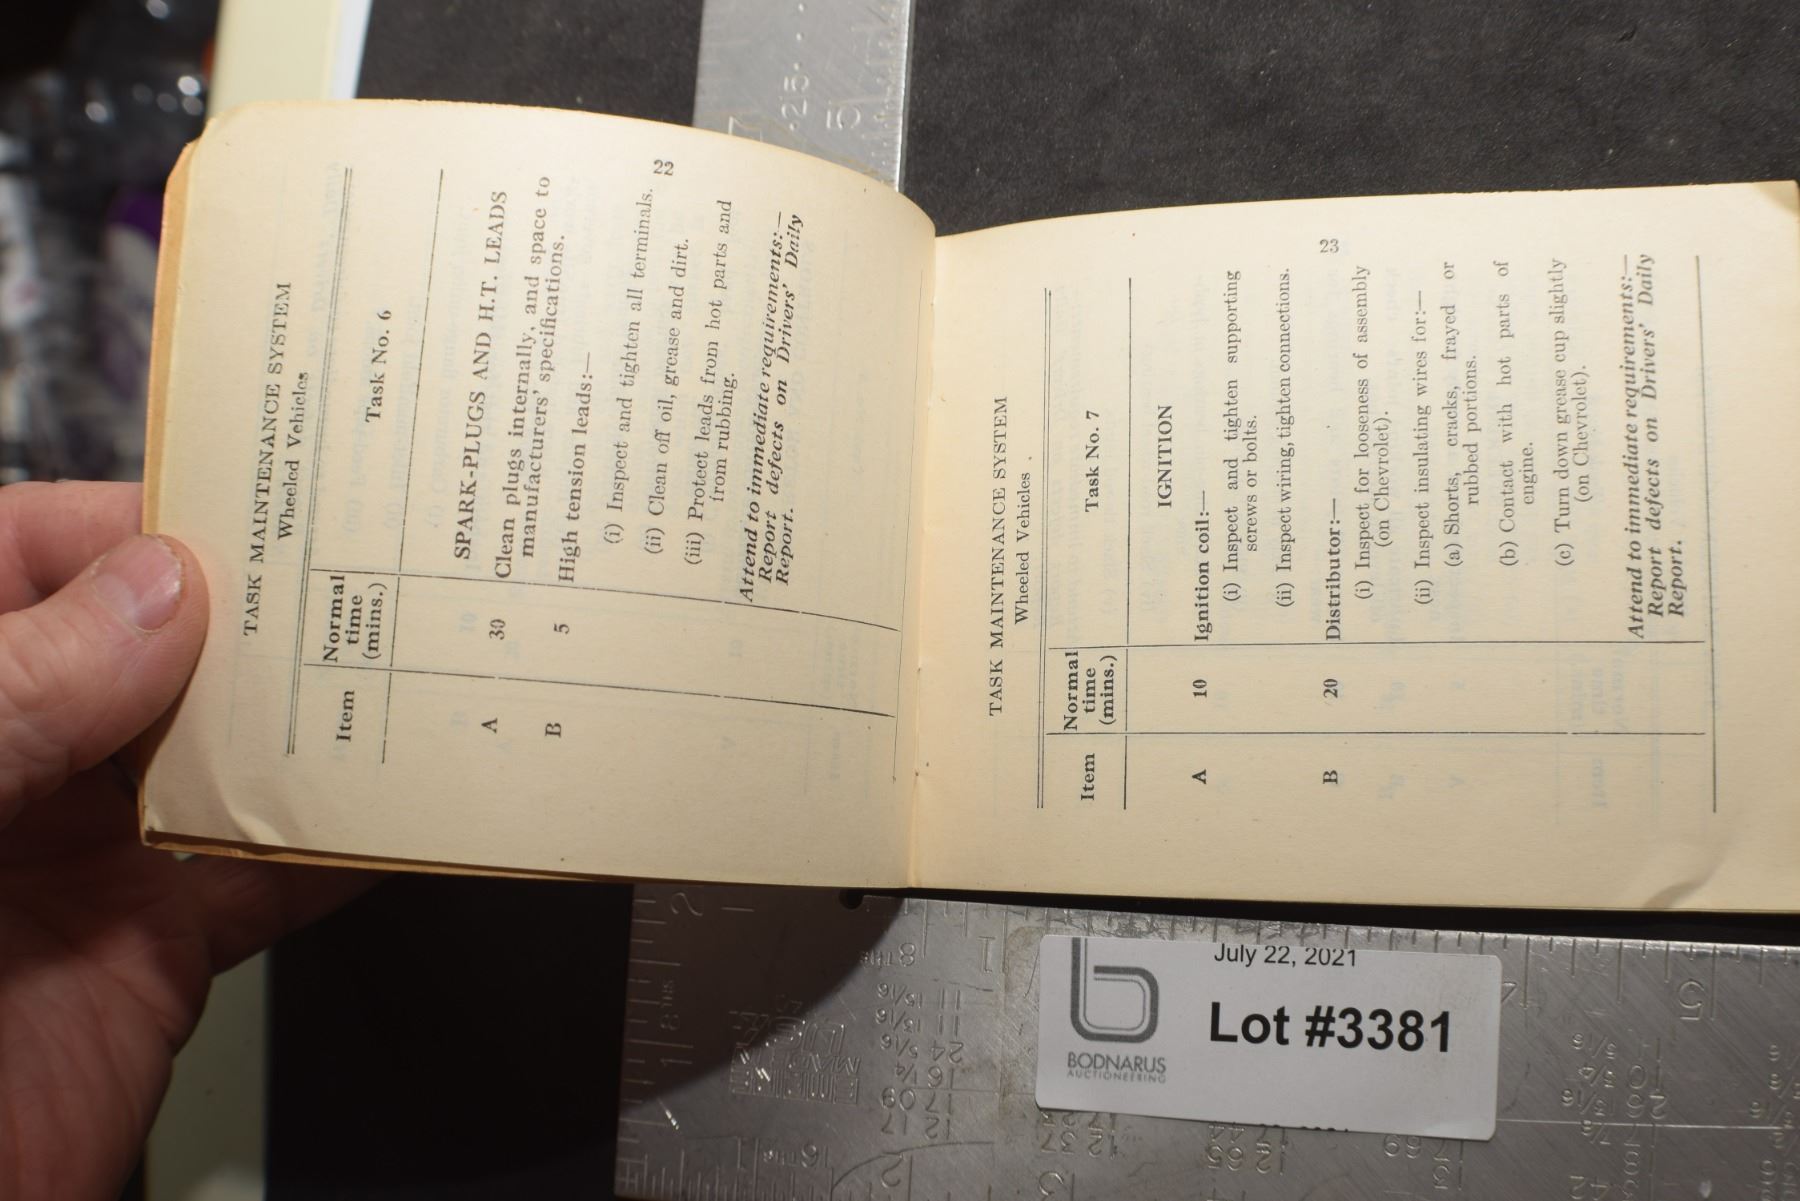 TASK MAINTENANCE SYSTEM
Wheeled Vehicles
Item
Normal
time
(mins.)
Task No. 6
SPARK-PLUGS AND H.T. LEADS
A 30 Clean plugs internally, and space to
manufacturers' specifications.
B 5 High tension leads:—
(i) Inspect and tighten all terminals.
(ii) Clean off oil, grease and dirt.
(iii) Protect leads from hot parts and
from rubbing.
Attend to immediate requirements:—
Report defects on Drivers' Daily
Report.
22
TASK MAINTENANCE SYSTEM
Wheeled Vehicles
Item
Normal
time
(mins.)
Task No. 7
IGNITION
A 10 Ignition coil:—
(i) Inspect and tighten supporting
screws or bolts.
(ii) Inspect wiring, tighten connections.
B 20 Distributor:—
(i) Inspect for looseness of assembly
(on Chevrolet).
(ii) Inspect insulating wires for:—
(a) Shorts, cracks, frayed or
rubbed portions.
(b) Contact with hot parts of
engine.
(c) Turn down grease cup slightly
(on Chevrolet).
Attend to immediate requirements:—
Report defects on Drivers' Daily
Report.
23
July 22, 2021
Lot #3381
BODNARUS
AUCTIONEERING